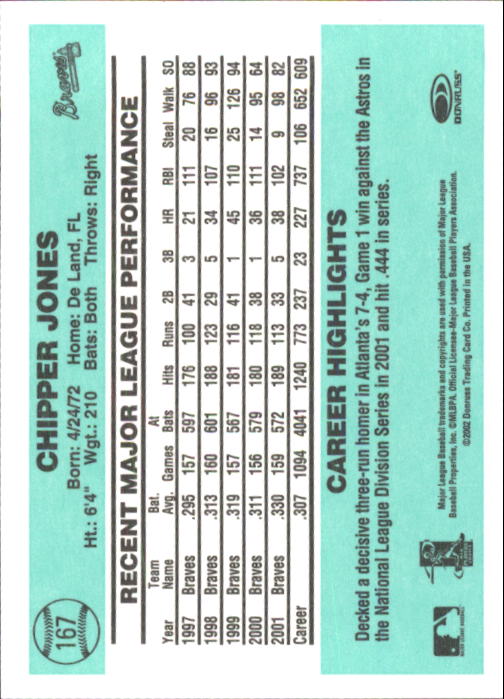 167
CHIPPER JONES
Braves
Born: 4/24/72 Home: De Land, FL
Ht.: 6'4" Wgt.: 210 Bats: Both Throws: Right
RECENT MAJOR LEAGUE PERFORMANCE
Team Bat. At
Year Name Avg. Games Bats Hits Runs 2B 3B HR RBI Steal Walk SO
1997 Braves .295 157 597 176 100 41 3 21 111 20 76 88
1998 Braves .313 160 601 188 123 29 5 34 107 16 96 93
1999 Braves .319 157 567 181 116 41 1 45 110 25 126 94
2000 Braves .311 156 579 180 118 38 1 36 111 14 95 64
2001 Braves .330 159 572 189 113 33 5 38 102 9 98 82
Career .307 1094 4041 1240 773 237 23 227 737 106 652 609
CAREER HIGHLIGHTS
Decked a decisive three-run homer in Atlanta's 7-4, Game 1 win against the Astros in
the National League Division Series in 2001 and hit .444 in series.
Major League Baseball trademarks and copyrights are used with permission of Major League
Baseball Properties, Inc. ©MLBPA. Official Licensee-Major League Baseball Players Association.
©2002 Donruss Trading Card Co. Printed in the USA.
DONRUSS